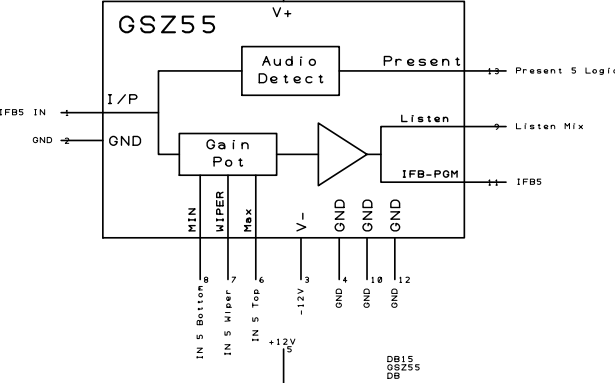 V+
GSZ55
Audio
Detect
Present
13 Present 5 Logic
I/P
IFB5 IN 1
Listen
9 Listen Mix
GND 2 GND
Gain
Pot
IFB-PGM
11 IFB5
MIN
WIPER
Max
V-
GND
GND
GND
8 7 6 3 4 10 12
IN 5 Bottom
IN 5 Wiper
IN 5 Top
-12V
GND
GND
GND
+12V
5
DB15
GSZ55
DB